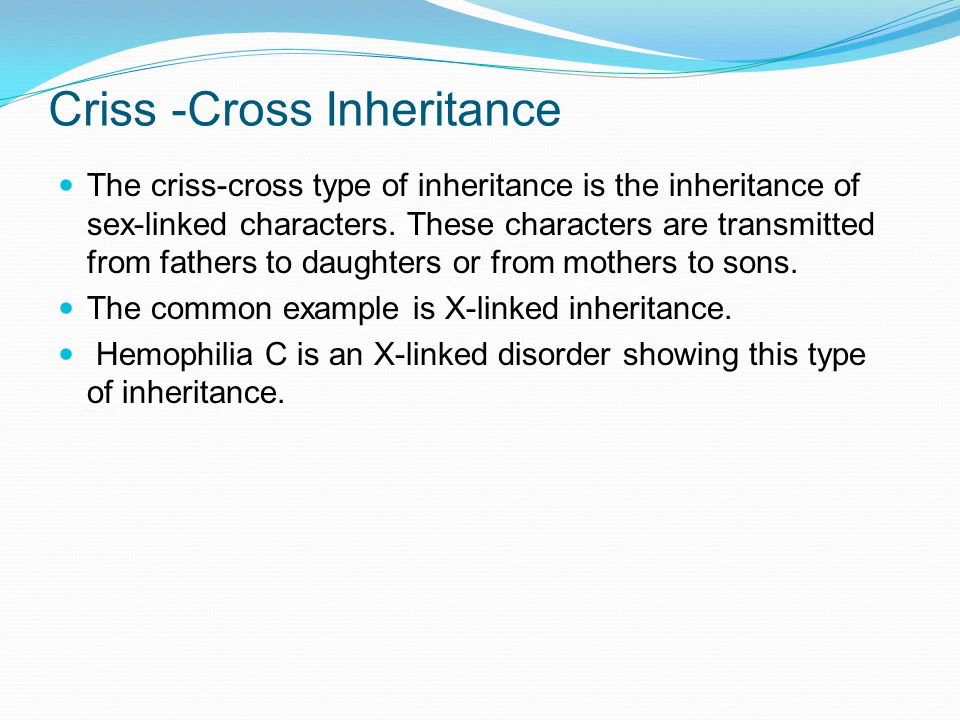 Criss -Cross Inheritance
The criss-cross type of inheritance is the inheritance of
sex-linked characters. These characters are transmitted
from fathers to daughters or from mothers to sons.
The common example is X-linked inheritance.
Hemophilia C is an X-linked disorder showing this type
of inheritance.